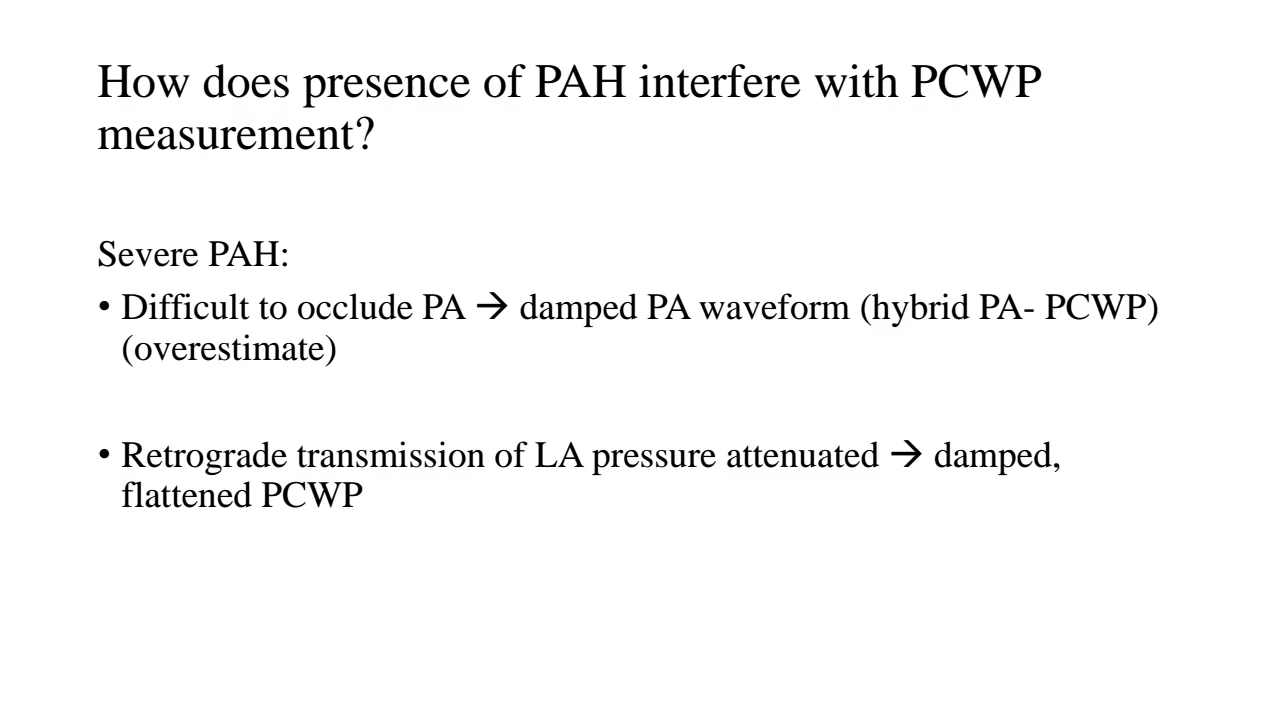 How does presence of PAH interfere with PCWP
measurement?
Severe PAH:
• Difficult to occlude PA → damped PA waveform (hybrid PA- PCWP)
(overestimate)
• Retrograde transmission of LA pressure attenuated → damped,
flattened PCWP